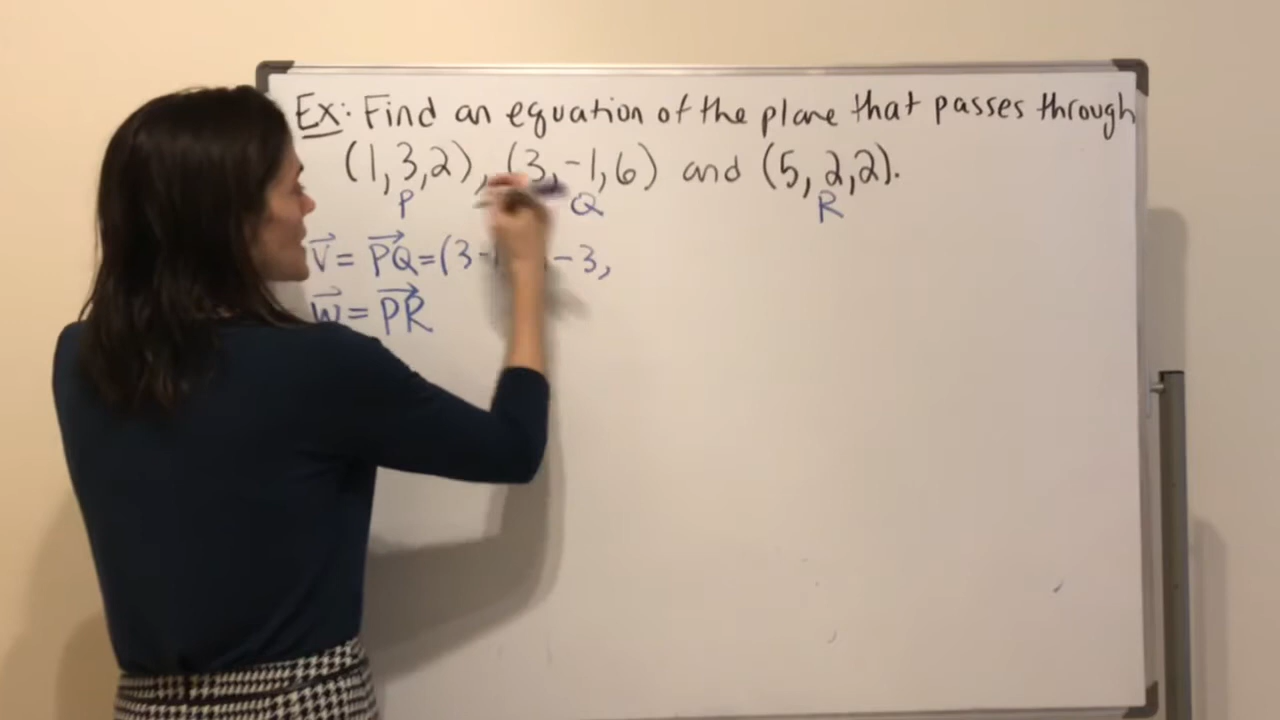 Ex: Find an equation of the plane that passes through
(1,3,2), (3,-1,6) and (5,2,2).
P Q R
V⃗ = PQ⃗ = (3- -3,
W⃗ = PR⃗